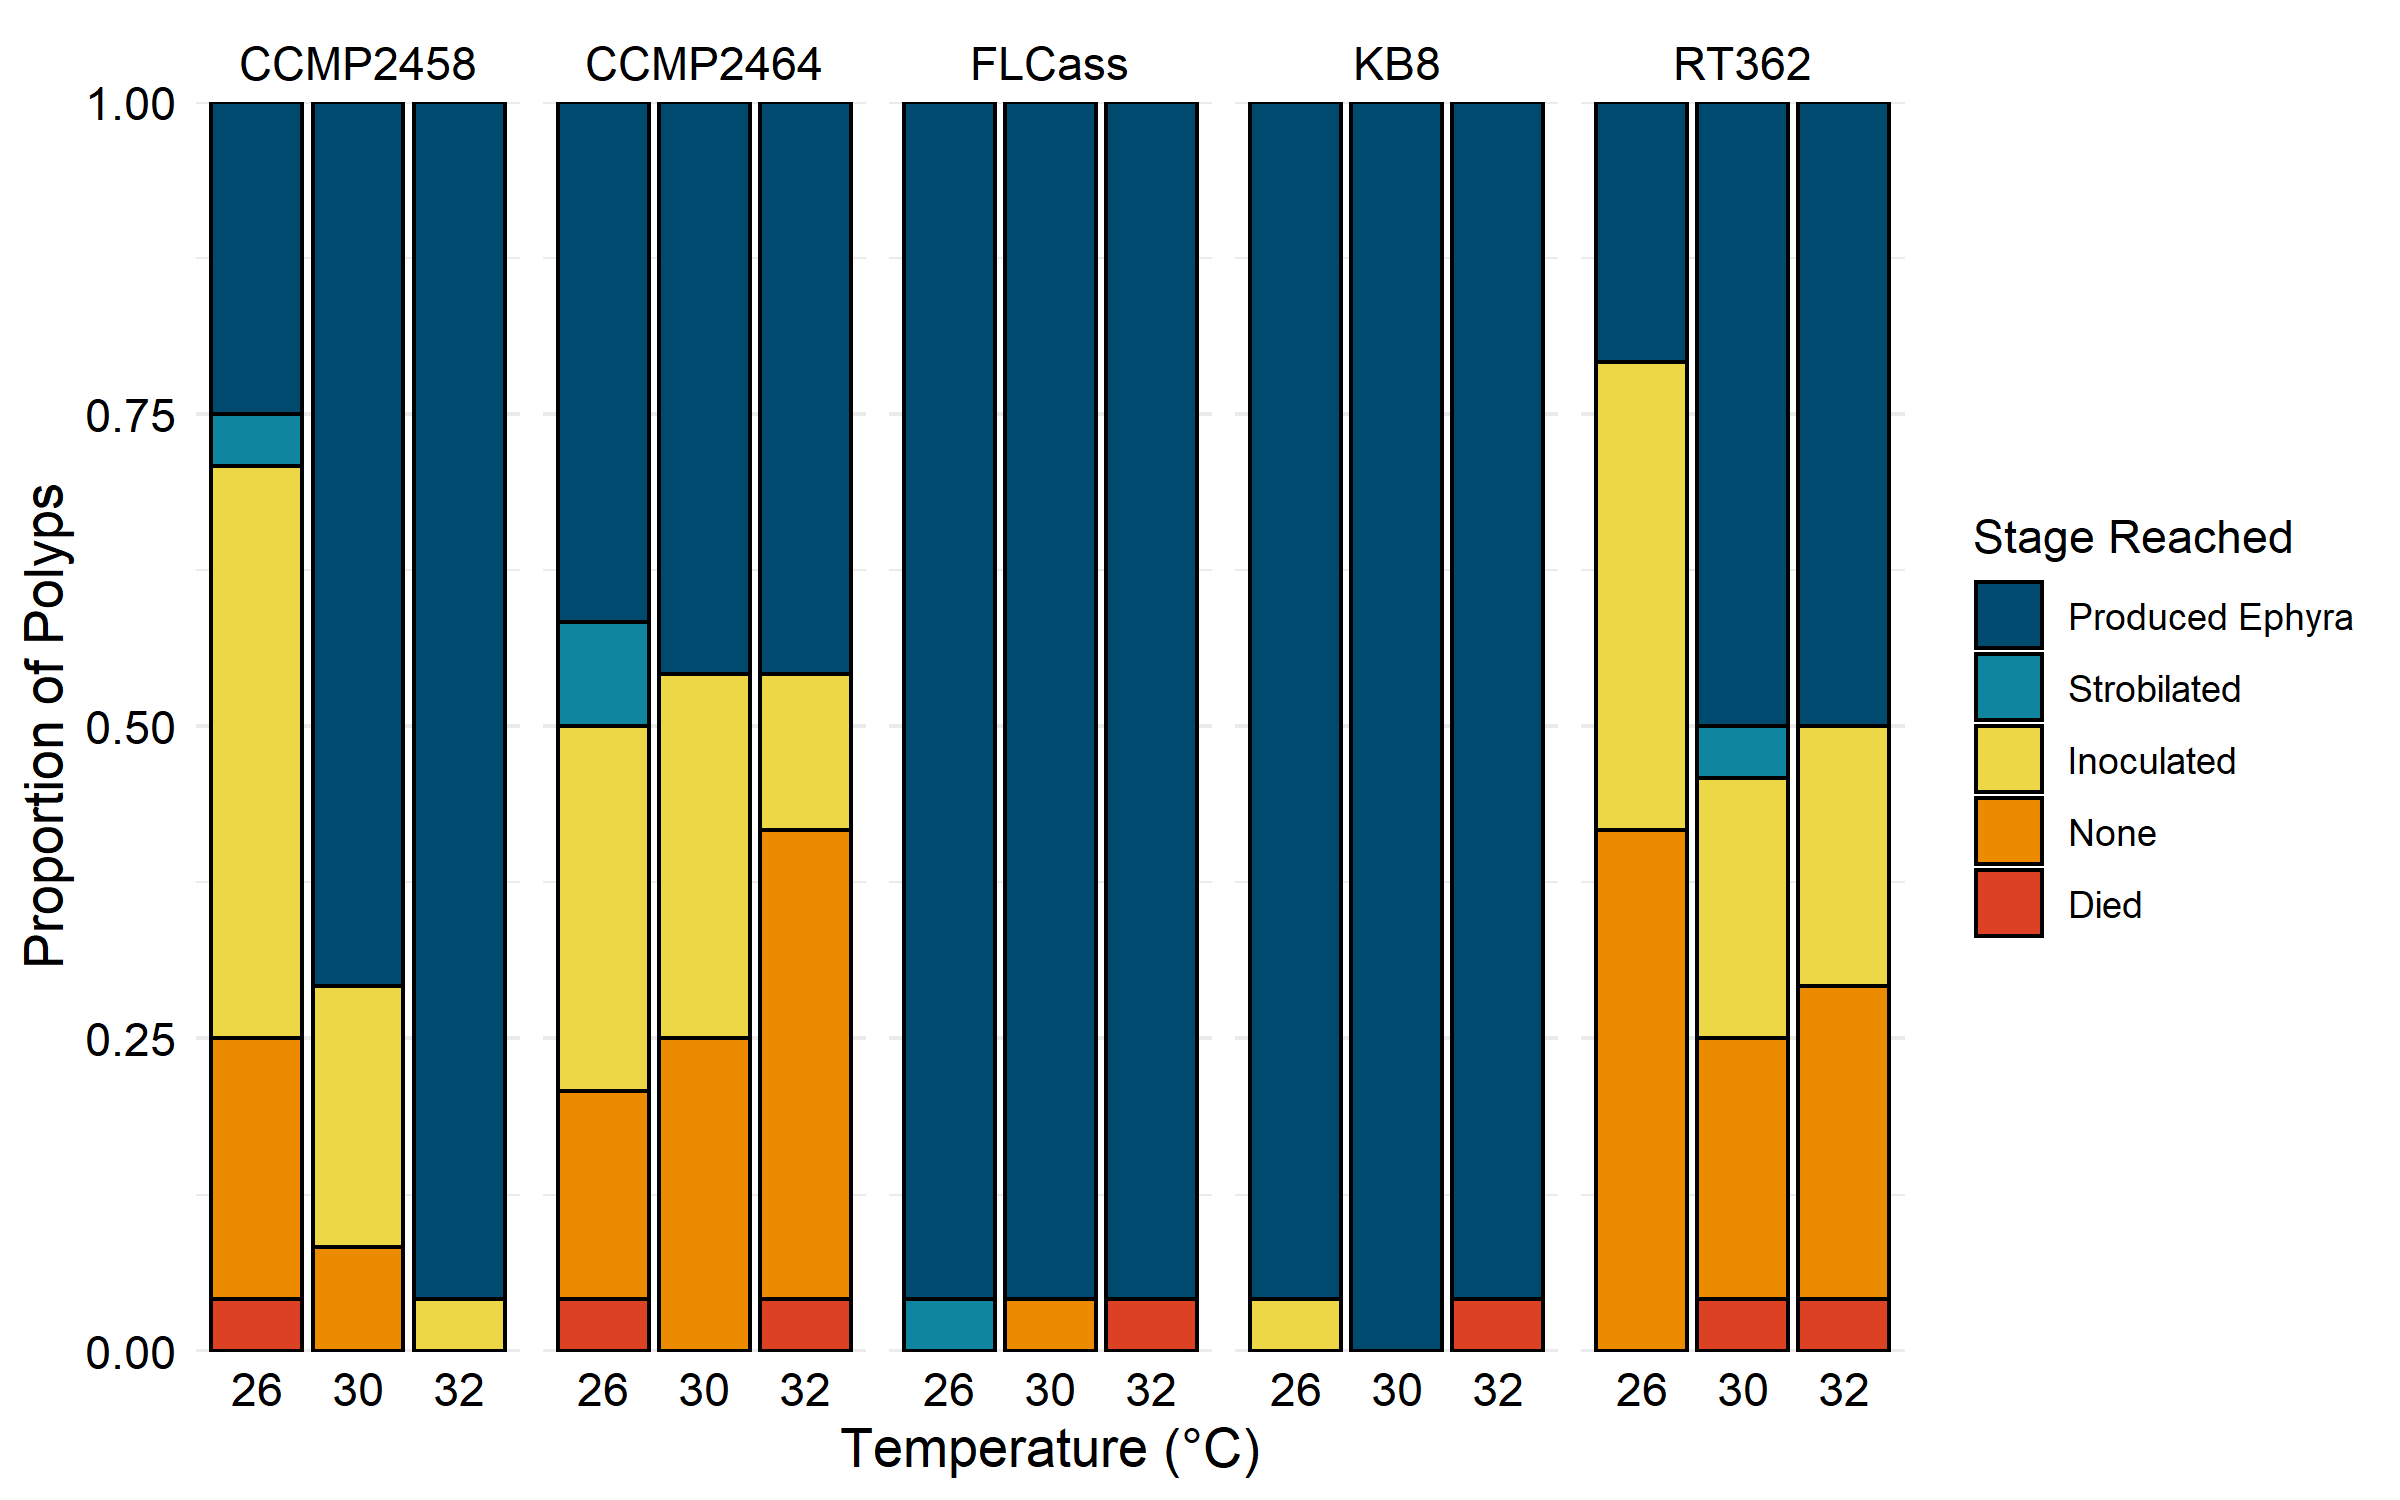 CCMP2458 CCMP2464 FLCass KB8 RT362
1.00
0.75
0.50
0.25
0.00
Proportion of Polyps
26 30 32 26 30 32 26 30 32 26 30 32 26 30 32
Temperature (°C)
Stage Reached
Produced Ephyra
Strobilated
Inoculated
None
Died